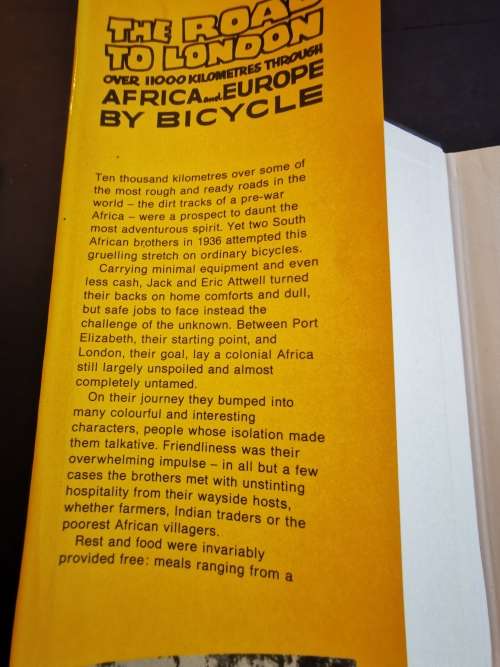 THE ROAD
TO LONDON
OVER 11000 KILOMETRES THROUGH
AFRICA and EUROPE
BY BICYCLE
Ten thousand kilometres over some of
the most rough and ready roads in the
world – the dirt tracks of a pre-war
Africa – were a prospect to daunt the
most adventurous spirit. Yet two South
African brothers in 1936 attempted this
gruelling stretch on ordinary bicycles.
Carrying minimal equipment and even
less cash, Jack and Eric Attwell turned
their backs on home comforts and dull,
but safe jobs to face instead the
challenge of the unknown. Between Port
Elizabeth, their starting point, and
London, their goal, lay a colonial Africa
still largely unspoiled and almost
completely untamed.
On their journey they bumped into
many colourful and interesting
characters, people whose isolation made
them talkative. Friendliness was their
overwhelming impulse – in all but a few
cases the brothers met with unstinting
hospitality from their wayside hosts,
whether farmers, Indian traders or the
poorest African villagers.
Rest and food were invariably
provided free: meals ranging from a